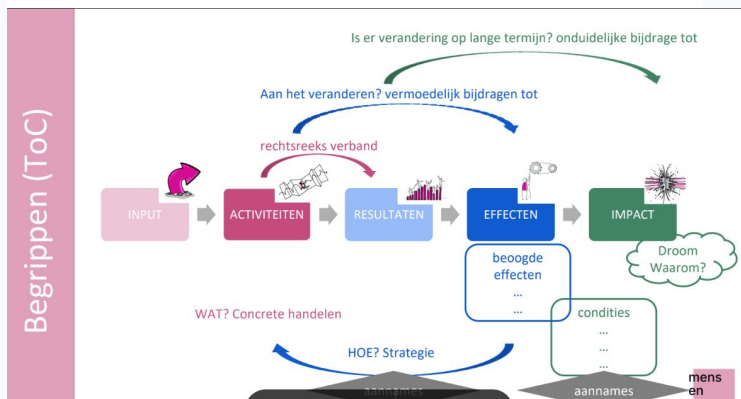 Begrippen (ToC)
Is er verandering op lange termijn? onduidelijke bijdrage tot
Aan het veranderen? vermoedelijk bijdragen tot
rechtsreeks verband
INPUT
ACTIVITEITEN
RESULTATEN
EFFECTEN
IMPACT
beoogde
effecten
...
...
Droom
Waarom?
WAT? Concrete handelen
condities
...
...
...
HOE? Strategie
aannames
aannames
mens
en